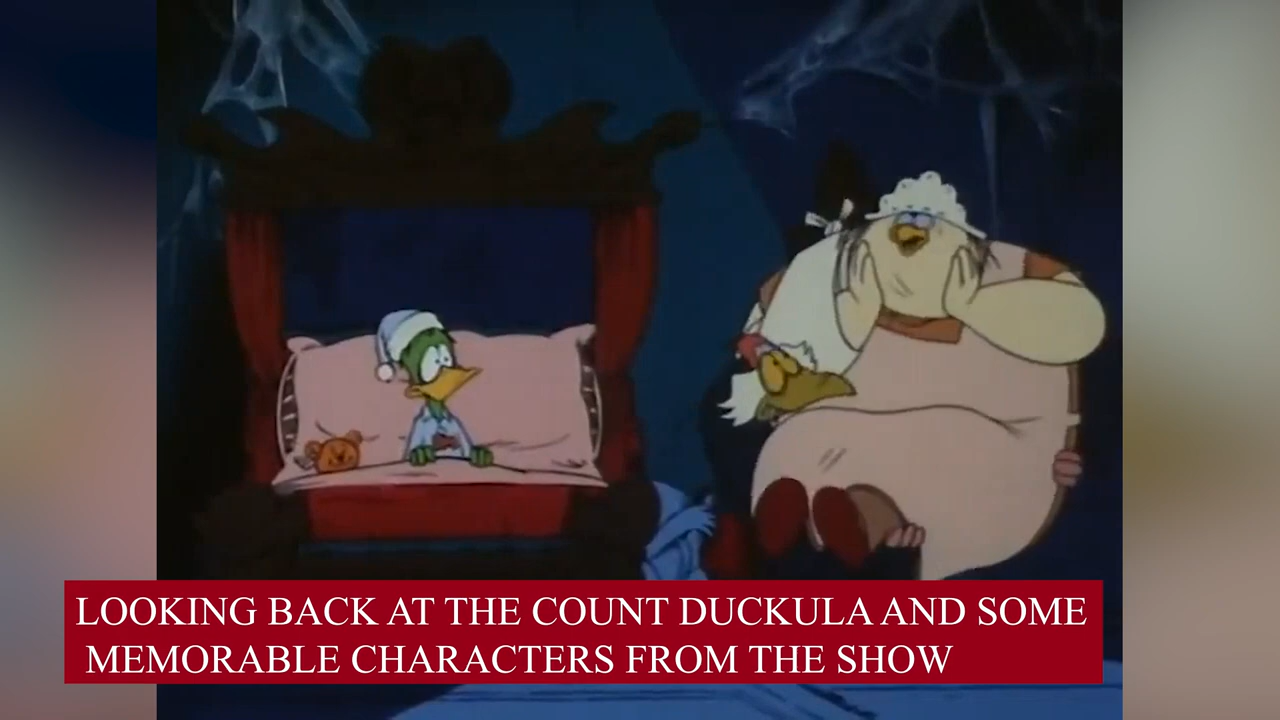 LOOKING BACK AT THE COUNT DUCKULA AND SOME
MEMORABLE CHARACTERS FROM THE SHOW